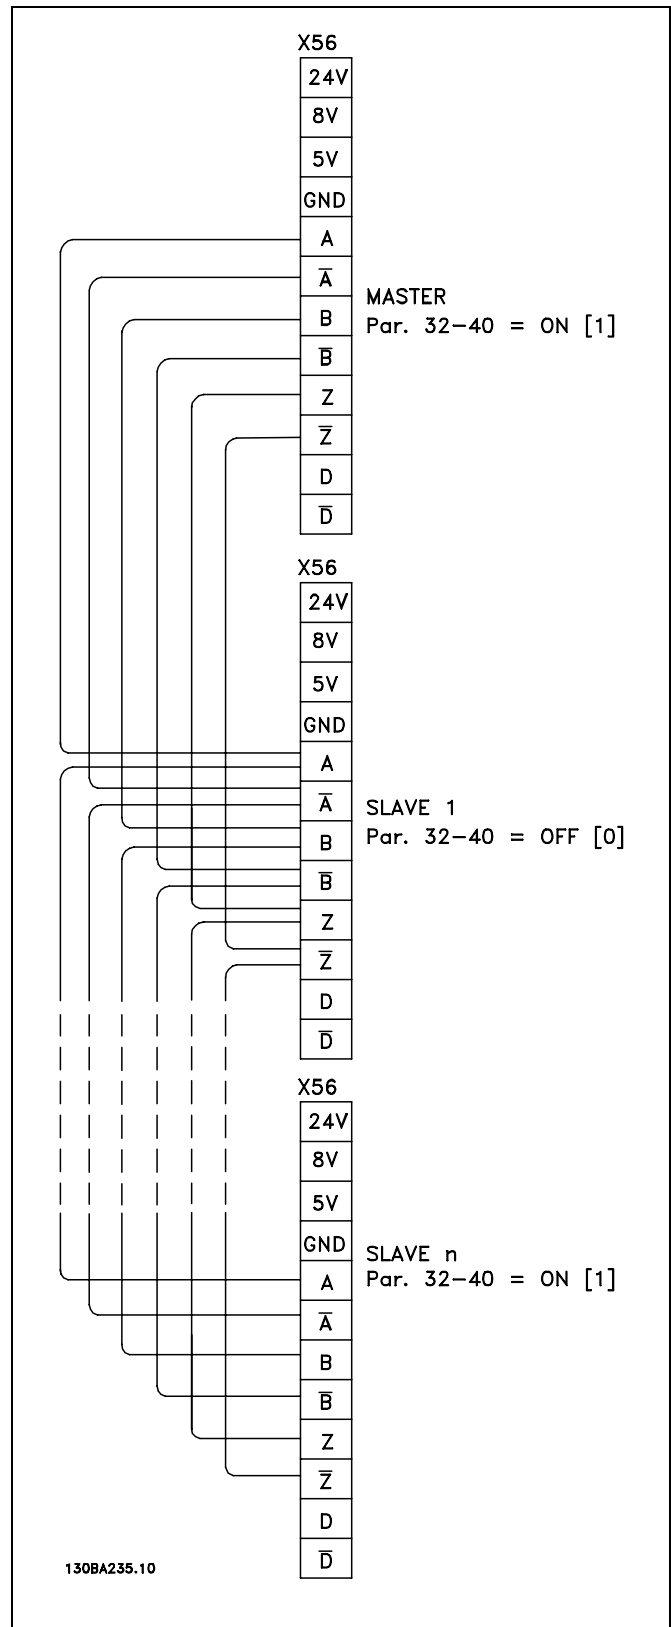 X56
24V
8V
5V
GND
A
A̅
B
B̅
Z
Z̅
D
D̅
MASTER
Par. 32-40 = ON [1]
X56
24V
8V
5V
GND
A
A̅
B
B̅
Z
Z̅
D
D̅
SLAVE 1
Par. 32-40 = OFF [0]
X56
24V
8V
5V
GND
A
A̅
B
B̅
Z
Z̅
D
D̅
SLAVE n
Par. 32-40 = ON [1]
130BA235.10